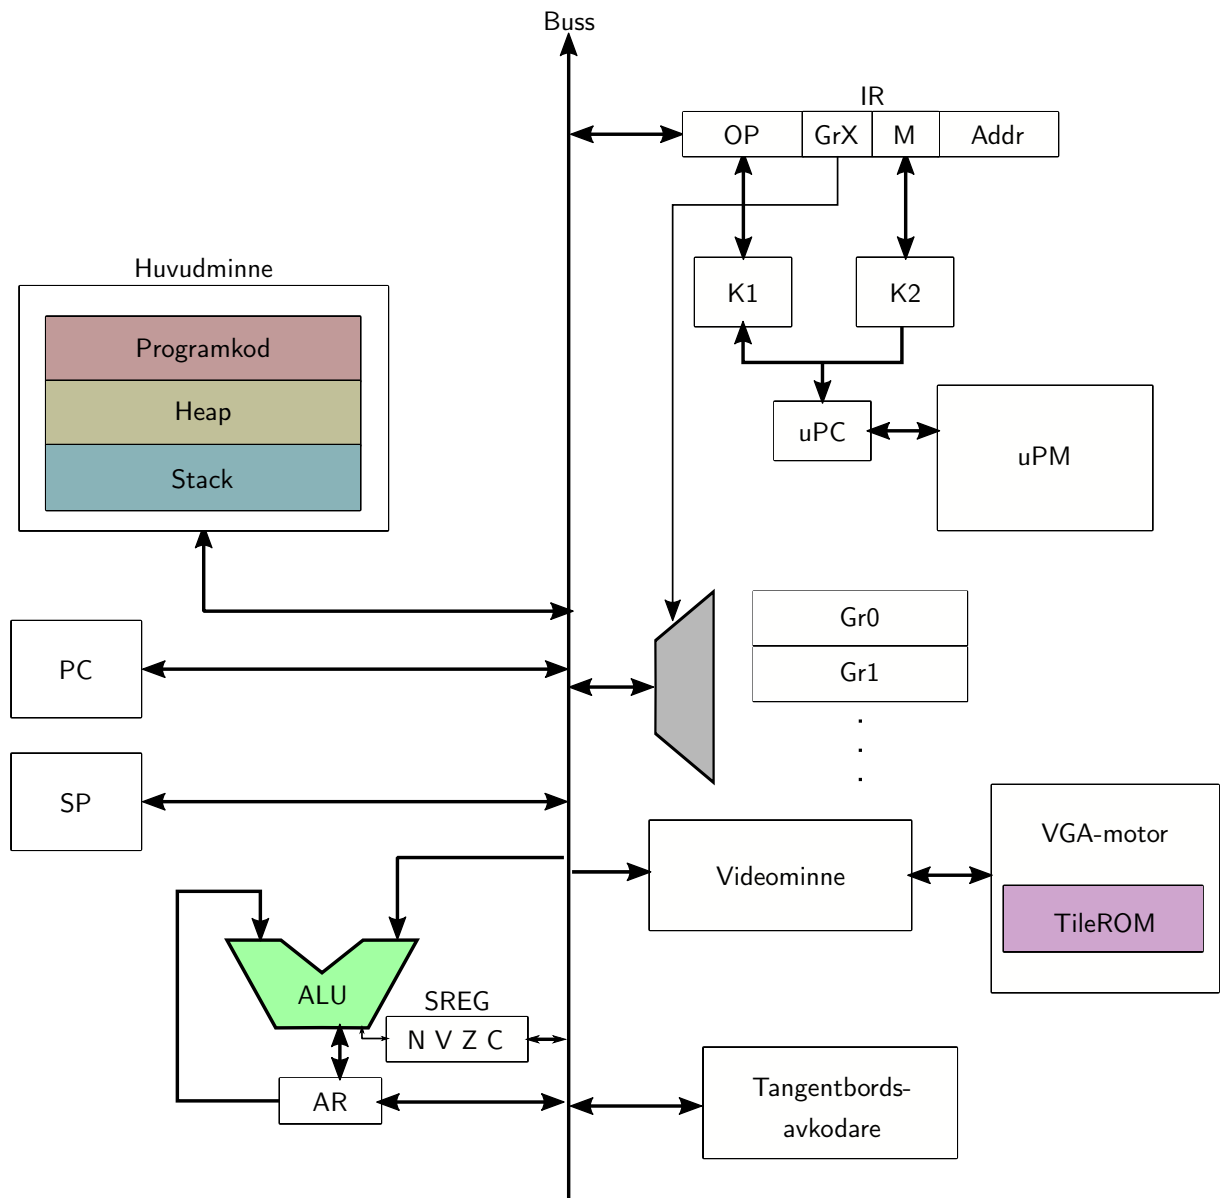 Buss
IR
OP GrX M Addr
Huvudminne
K1 K2
Programkod
Heap
Stack
uPC
uPM
Gr0
Gr1
PC
SP
Videominne
VGA-motor
TileROM
ALU
SREG
N V Z C
AR
Tangentbords-
avkodare